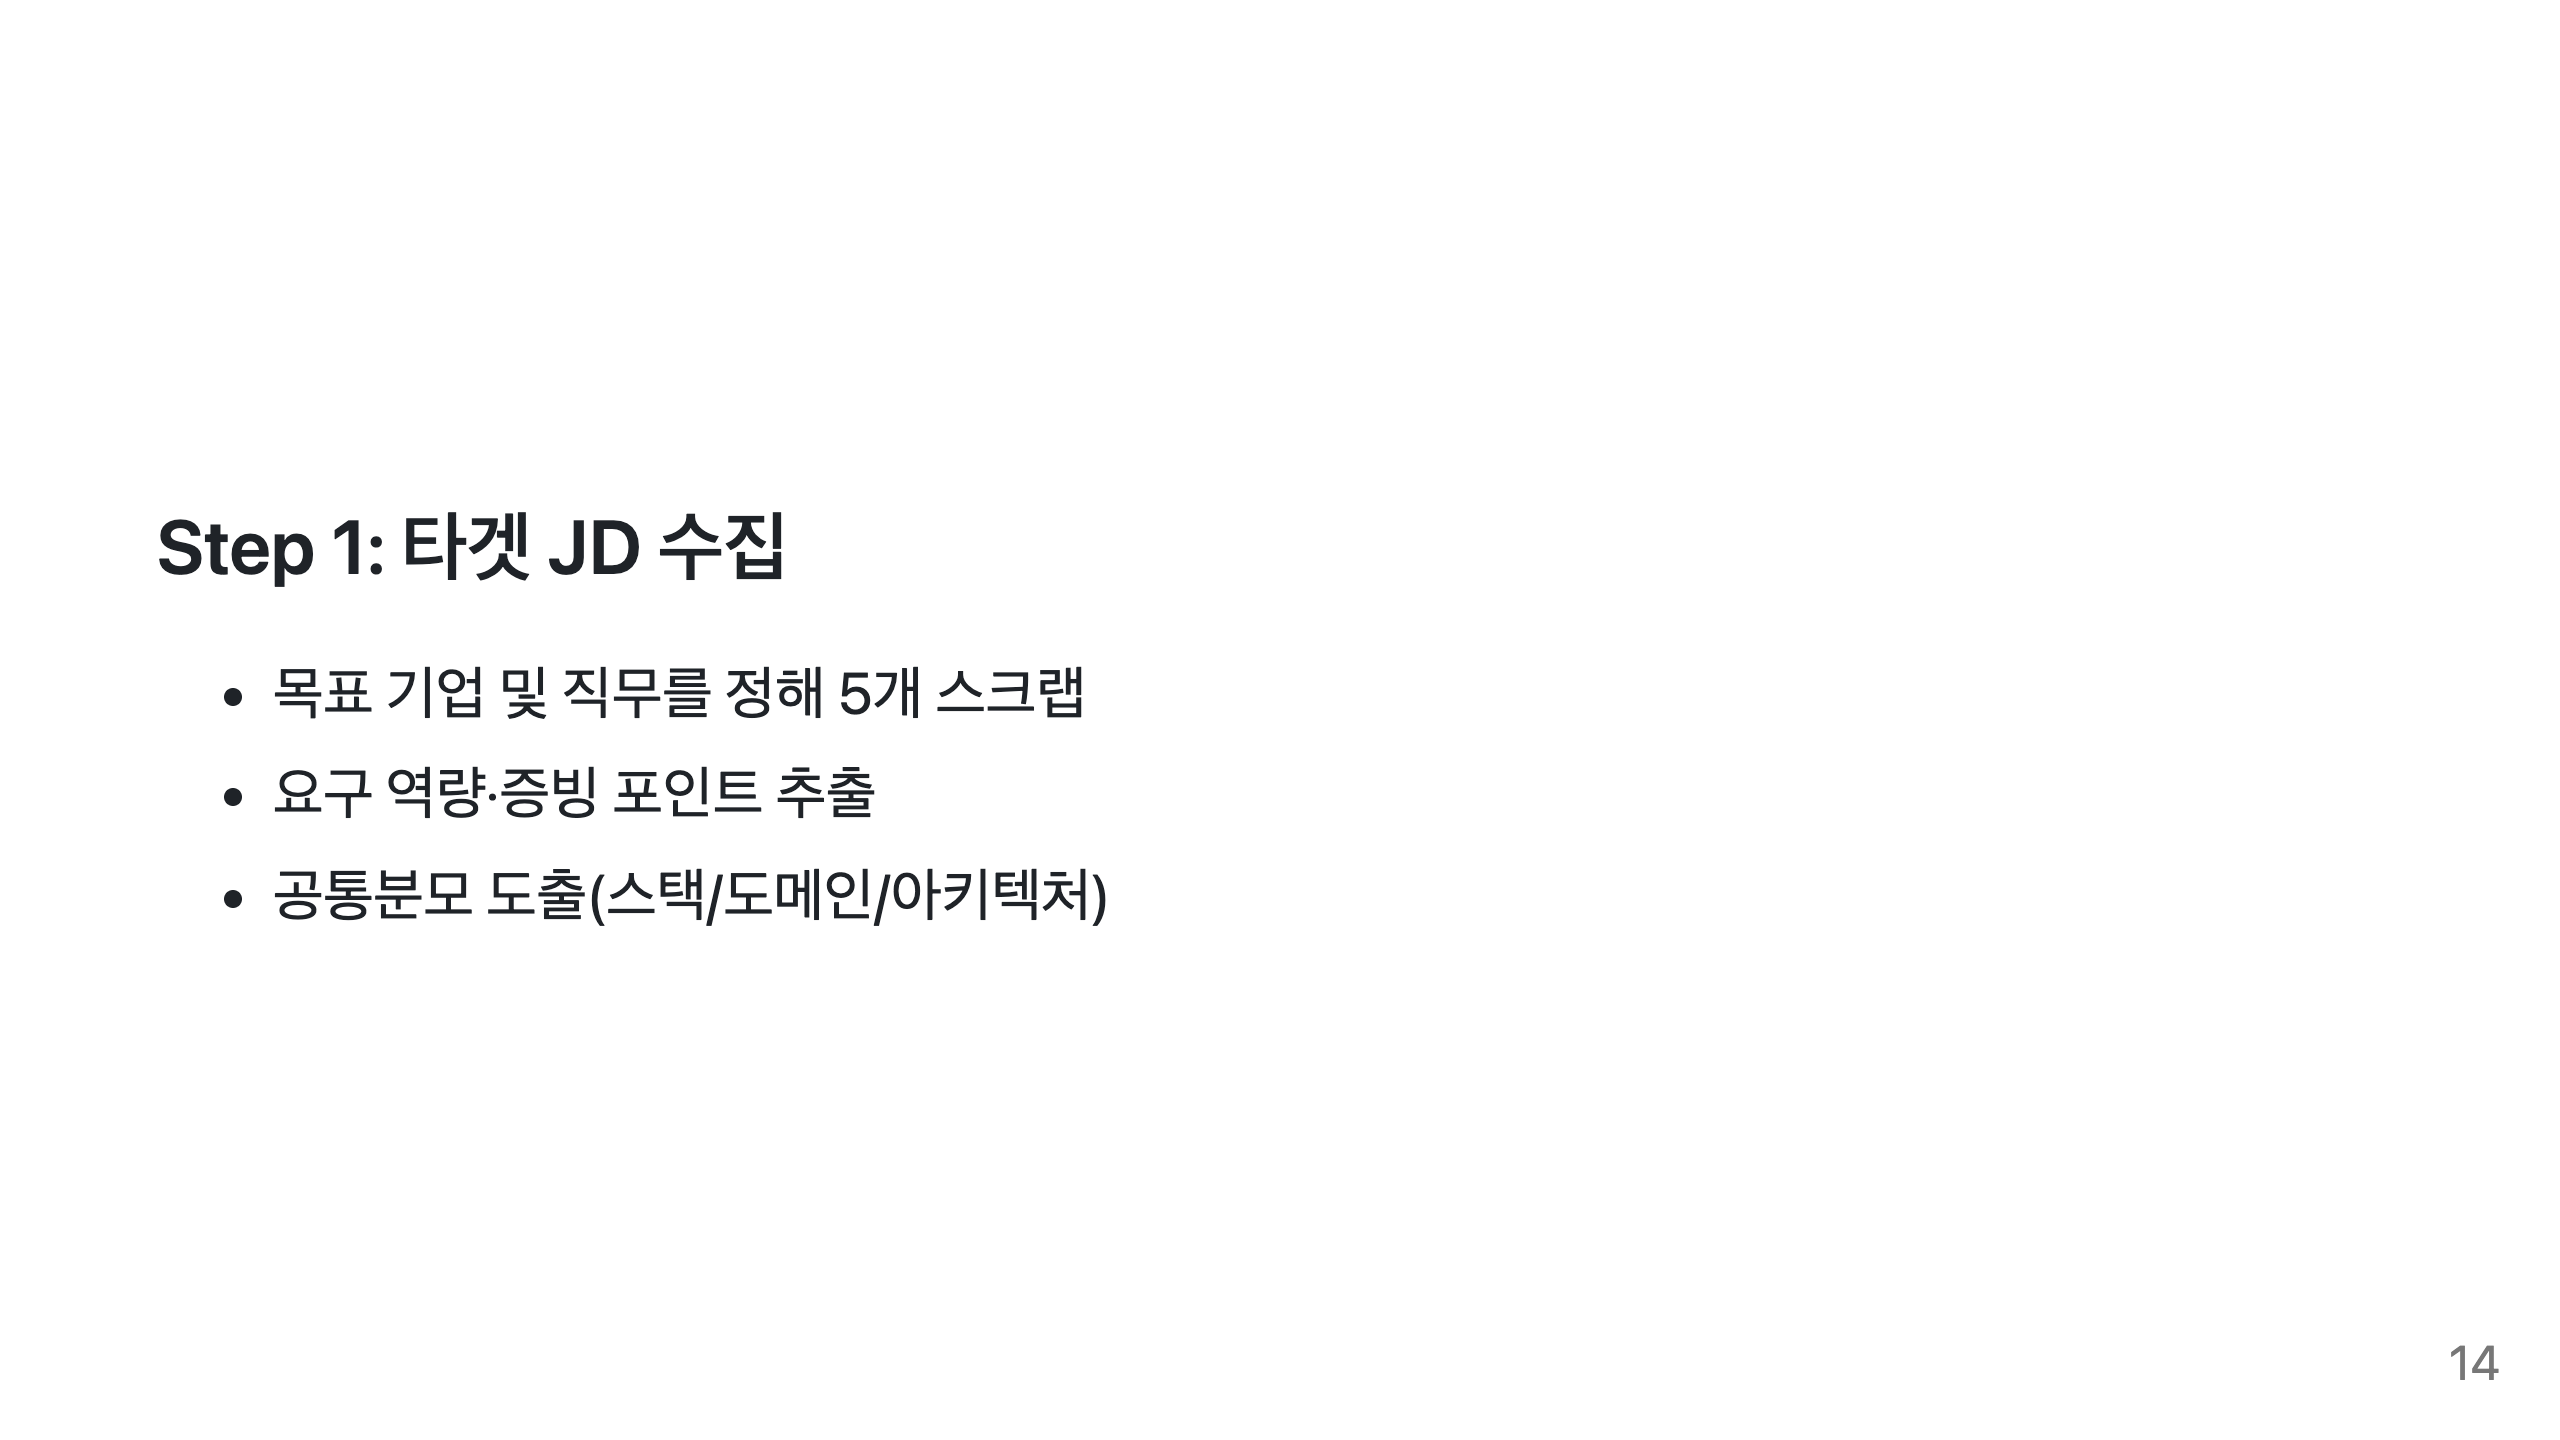 Step 1: 타겟 JD 수집
• 목표 기업 및 직무를 정해 5개 스크랩
• 요구 역량·증빙 포인트 추출
• 공통분모 도출(스택/도메인/아키텍처)
14